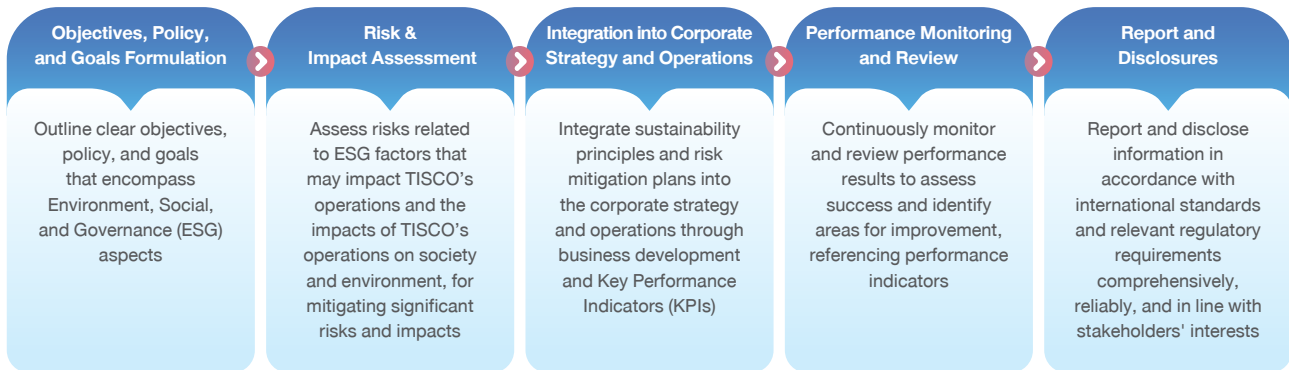 Objectives, Policy,
and Goals Formulation
Outline clear objectives,
policy, and goals
that encompass
Environment, Social,
and Governance (ESG)
aspects
Risk &
Impact Assessment
Assess risks related
to ESG factors that
may impact TISCO's
operations and the
impacts of TISCO's
operations on society
and environment, for
mitigating significant
risks and impacts
Integration into Corporate
Strategy and Operations
Integrate sustainability
principles and risk
mitigation plans into
the corporate strategy
and operations through
business development
and Key Performance
Indicators (KPIs)
Performance Monitoring
and Review
Continuously monitor
and review performance
results to assess
success and identify
areas for improvement,
referencing performance
indicators
Report and
Disclosures
Report and disclose
information in
accordance with
international standards
and relevant regulatory
requirements
comprehensively,
reliably, and in line with
stakeholders' interests